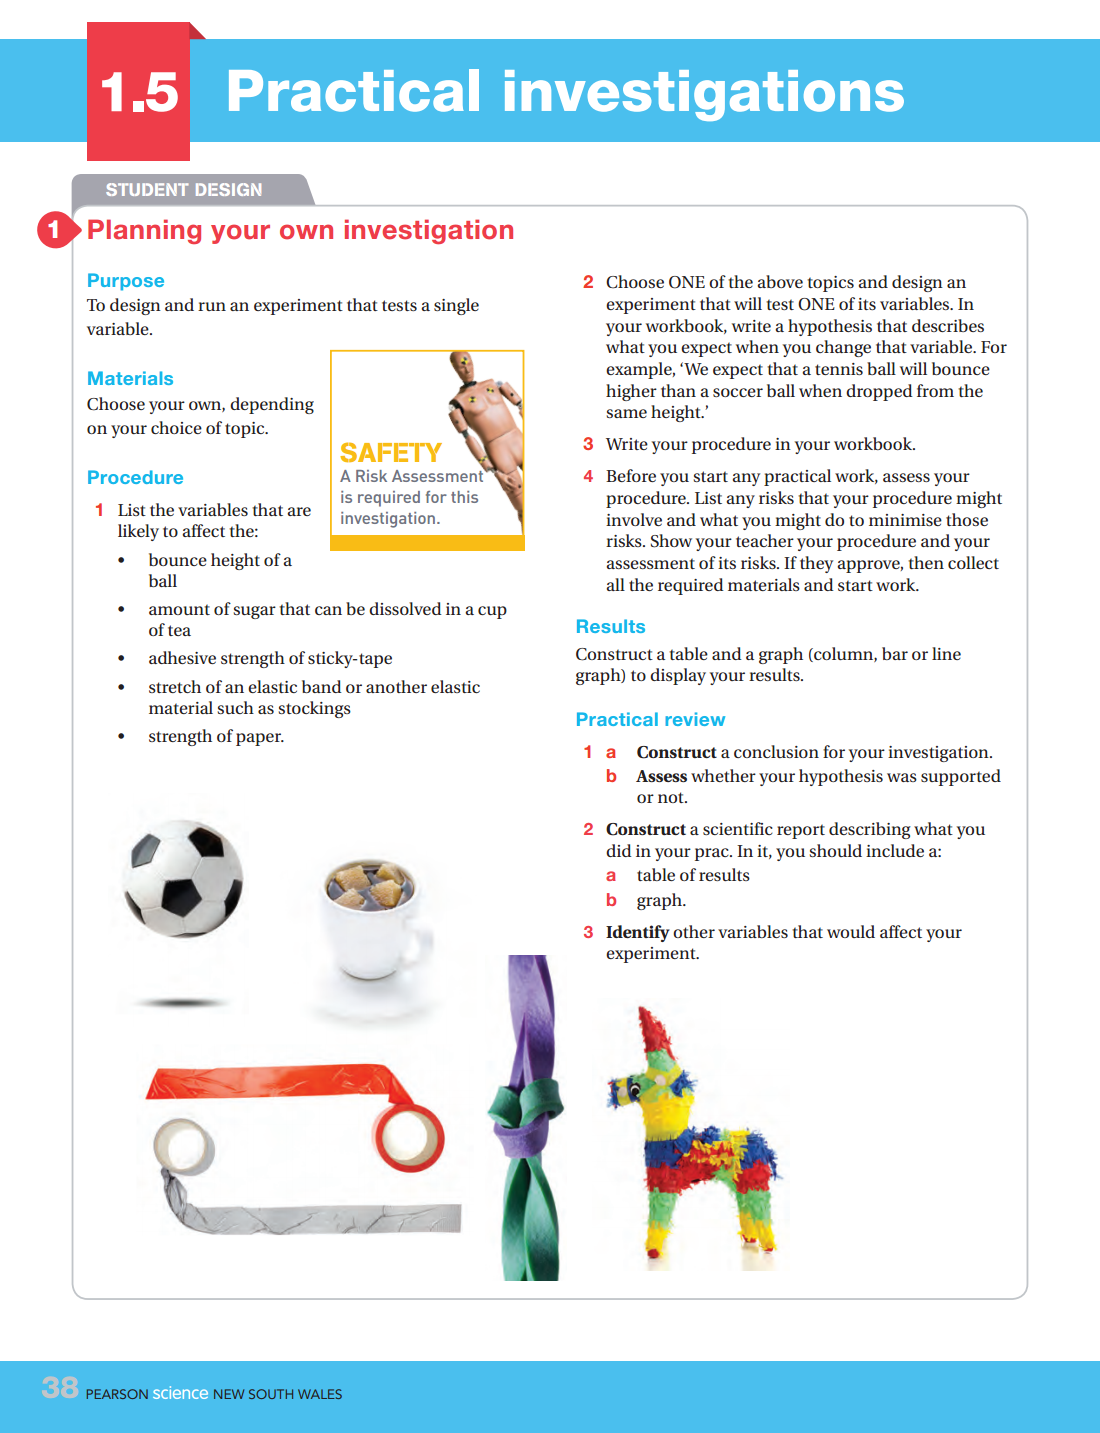 1.5 Practical investigations
STUDENT DESIGN
1 Planning your own investigation
Purpose
To design and run an experiment that tests a single
variable.
Materials
Choose your own, depending
on your choice of topic.
SAFETY
A Risk Assessment
is required for this
investigation.
Procedure
1 List the variables that are
likely to affect the:
• bounce height of a
ball
• amount of sugar that can be dissolved in a cup
of tea
• adhesive strength of sticky-tape
• stretch of an elastic band or another elastic
material such as stockings
• strength of paper.
2 Choose ONE of the above topics and design an
experiment that will test ONE of its variables. In
your workbook, write a hypothesis that describes
what you expect when you change that variable. For
example, ‘We expect that a tennis ball will bounce
higher than a soccer ball when dropped from the
same height.’
3 Write your procedure in your workbook.
4 Before you start any practical work, assess your
procedure. List any risks that your procedure might
involve and what you might do to minimise those
risks. Show your teacher your procedure and your
assessment of its risks. If they approve, then collect
all the required materials and start work.
Results
Construct a table and a graph (column, bar or line
graph) to display your results.
Practical review
1 a Construct a conclusion for your investigation.
b Assess whether your hypothesis was supported
or not.
2 Construct a scientific report describing what you
did in your prac. In it, you should include a:
a table of results
b graph.
3 Identify other variables that would affect your
experiment.
38 PEARSON science NEW SOUTH WALES